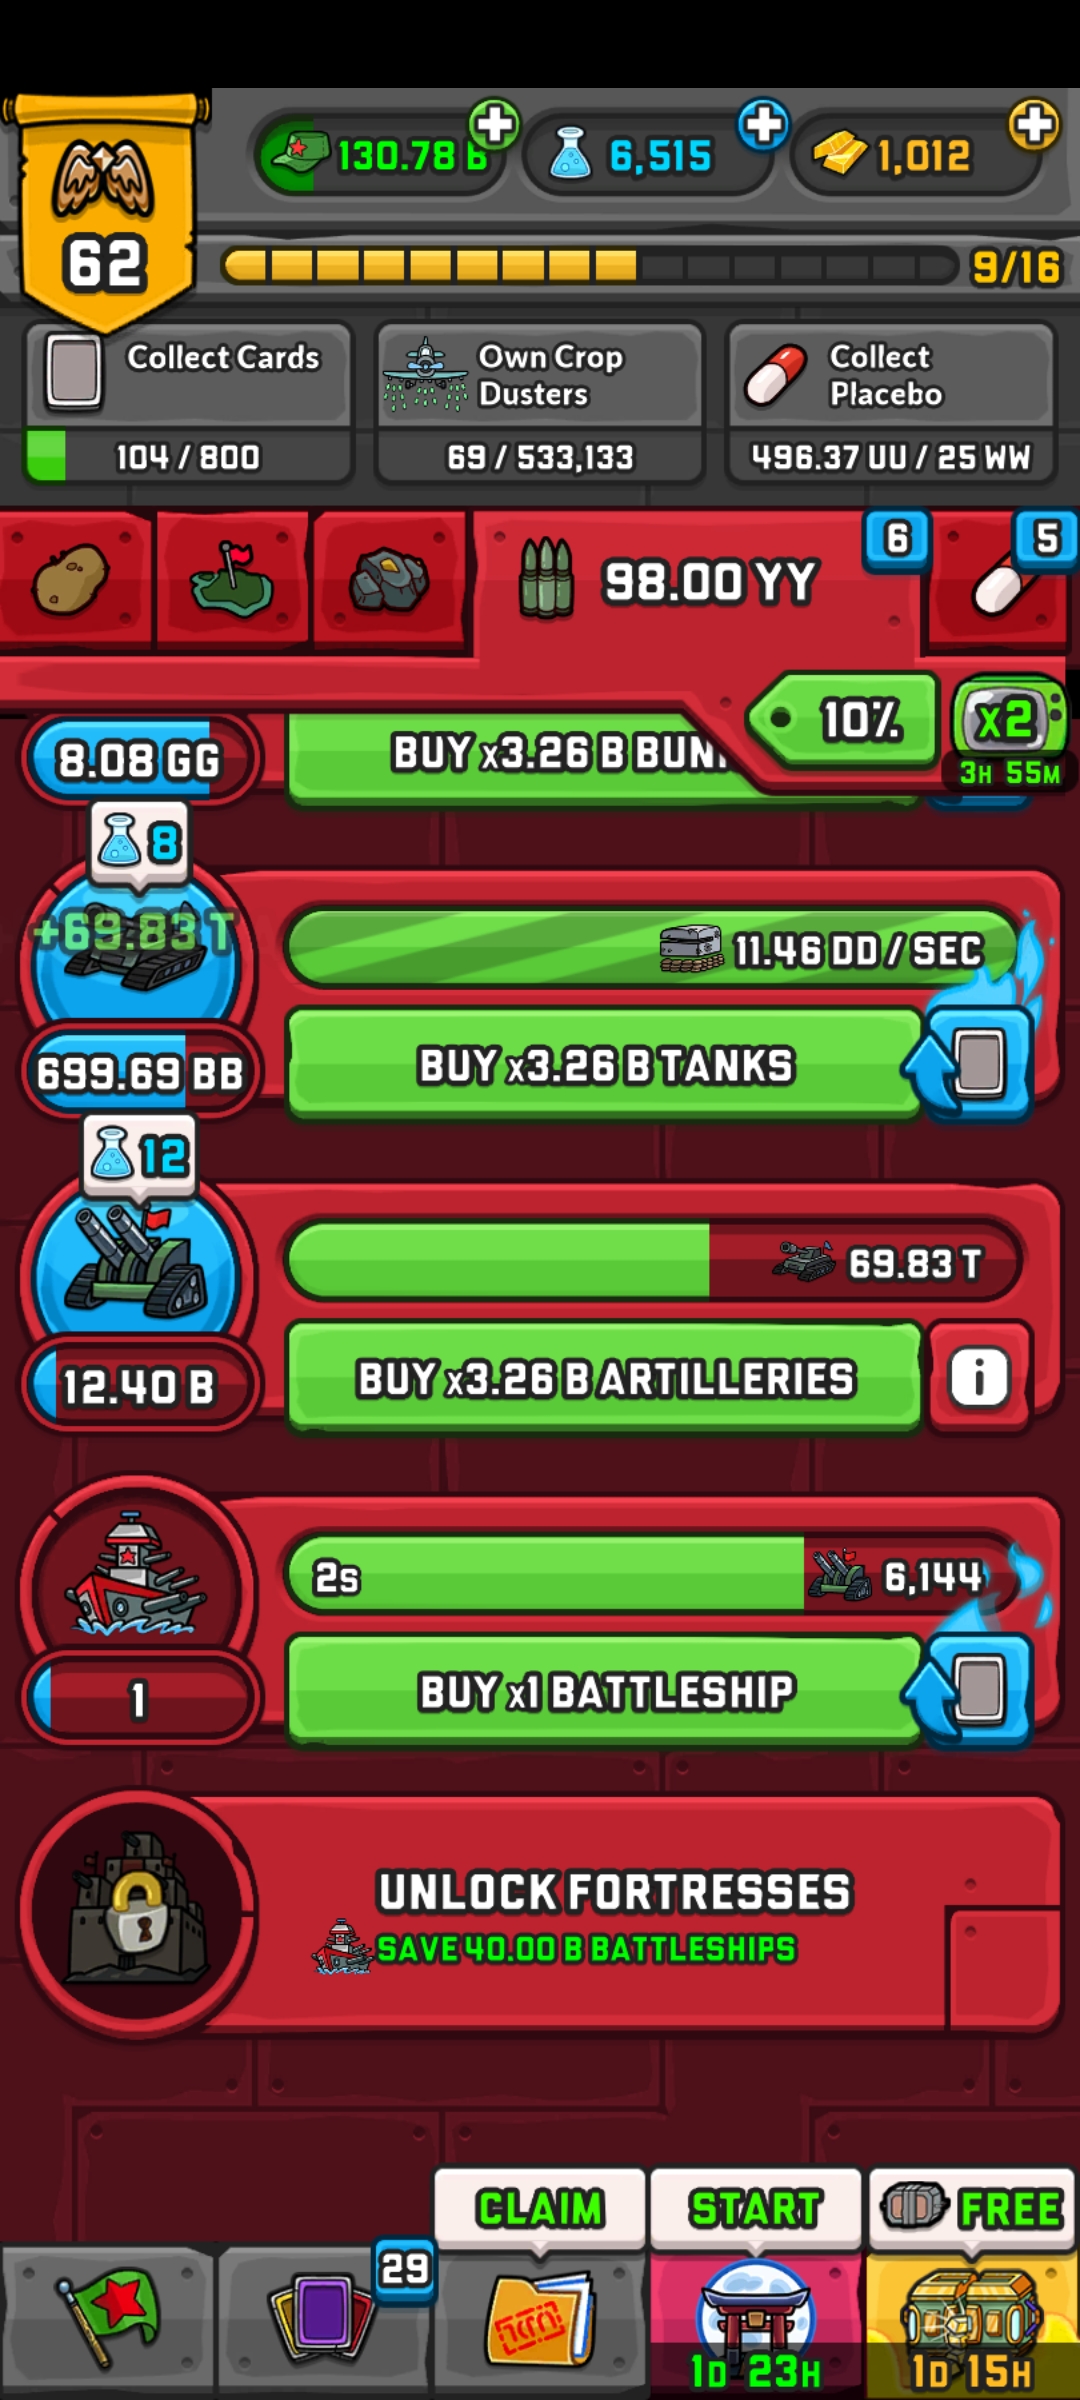 130.78 B
6,515
1,012
62
9/16
Collect Cards
104 / 800
Own Crop
Dusters
69 / 533,133
Collect
Placebo
496.37 UU / 25 WW
98.00 YY
6
5
10%
x2
3H 55M
8.08 GG
BUY x3.26 B
8
+69.83 T
11.46 DD / SEC
699.69 BB
BUY x3.26 B TANKS
12
69.83 T
12.40 B
BUY x3.26 B ARTILLERIES
i
2s
6,144
1
BUY x1 BATTLESHIP
UNLOCK FORTRESSES
SAVE 40.00 B BATTLESHIPS
CLAIM
START
FREE
29
1D 23H
1D 15H